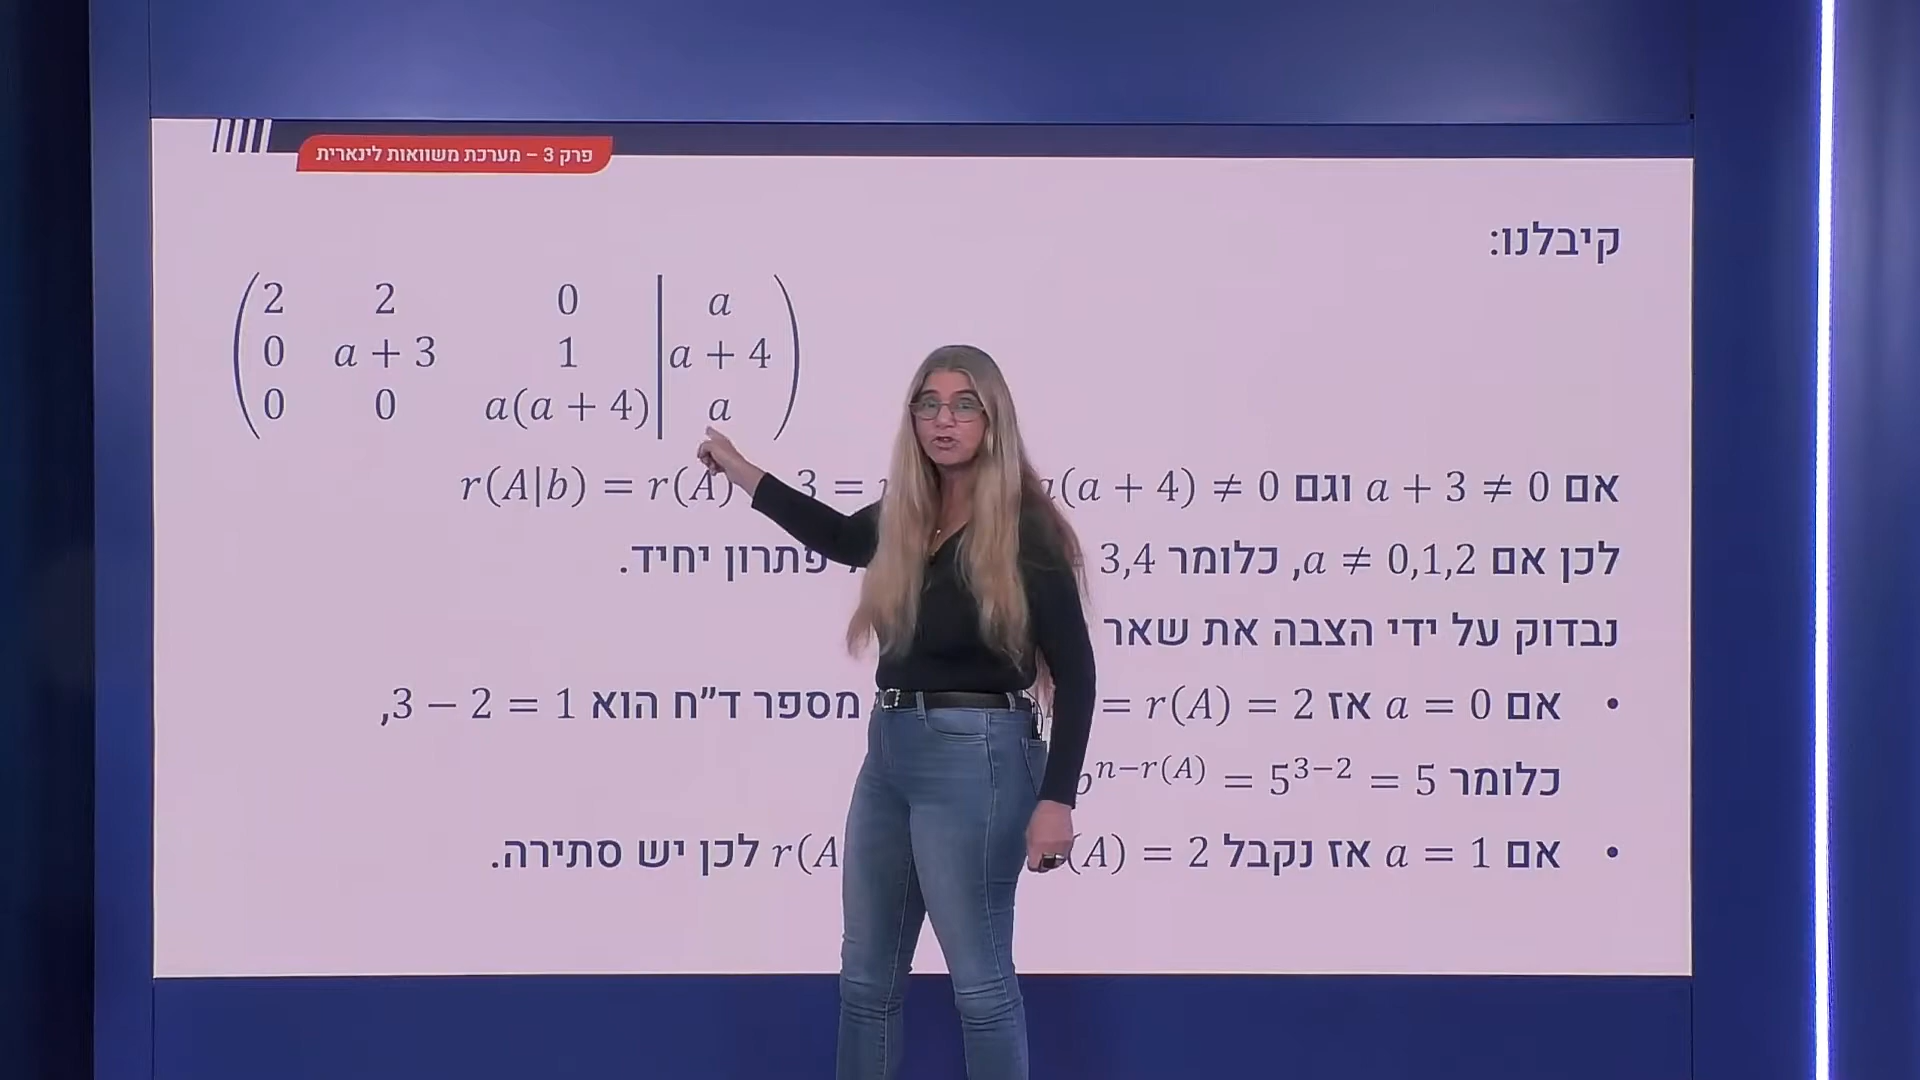 פרק 3 – מערכת משוואות לינארית
קיבלנו:
2 2 0 | a
0 a + 3 1 | a + 4
0 0 a(a + 4) | a
אם a + 3 ≠ 0 וגם a(a + 4) ≠ 0 3 = r(A) = r(A|b)
לכן אם a ≠ 0,1,2, כלומר 3,4 פתרון יחיד.
נבדוק על ידי הצבה את שאר
• אם a = 0 אז r(A) = 2 = מספר ד"ח הוא 3 − 2 = 1,
כלומר n−r(A) = 5^{3−2} = 5
• אם a = 1 אז נקבל (A) = 2 r(A לכן יש סתירה.